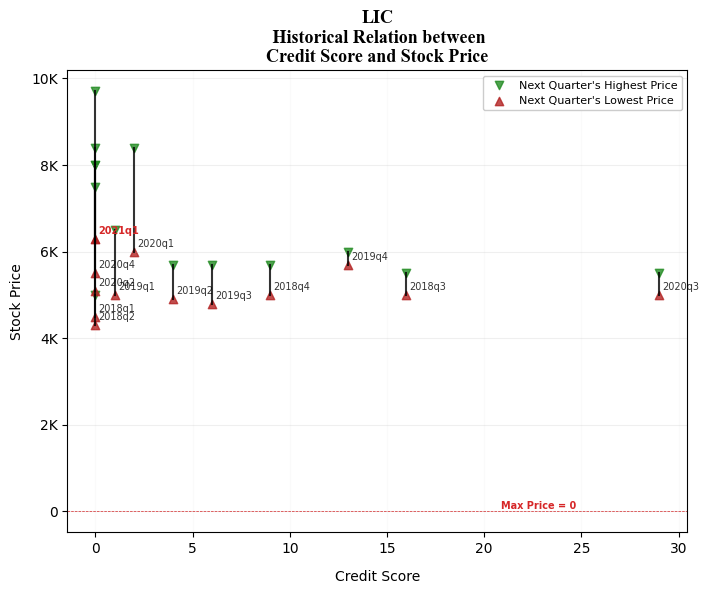 LIC
Historical Relation between
Credit Score and Stock Price
Next Quarter's Highest Price
Next Quarter's Lowest Price
10K
8K
6K
4K
2K
0
Stock Price
2021q1
2020q1
2020q4
2019q4
2020q2
2019q1
2019q2
2019q3
2018q4
2018q3
2020q3
2018q1
2018q2
Max Price = 0
0
5
10
15
20
25
30
Credit Score